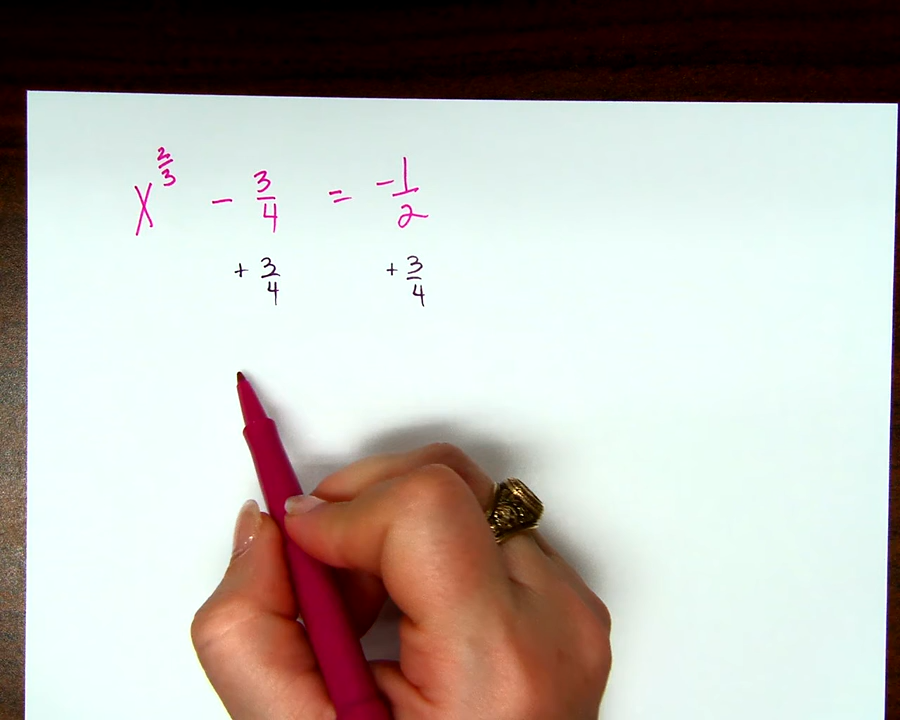 x^{2/3} - 3/4 = -1/2
+ 3/4 + 3/4